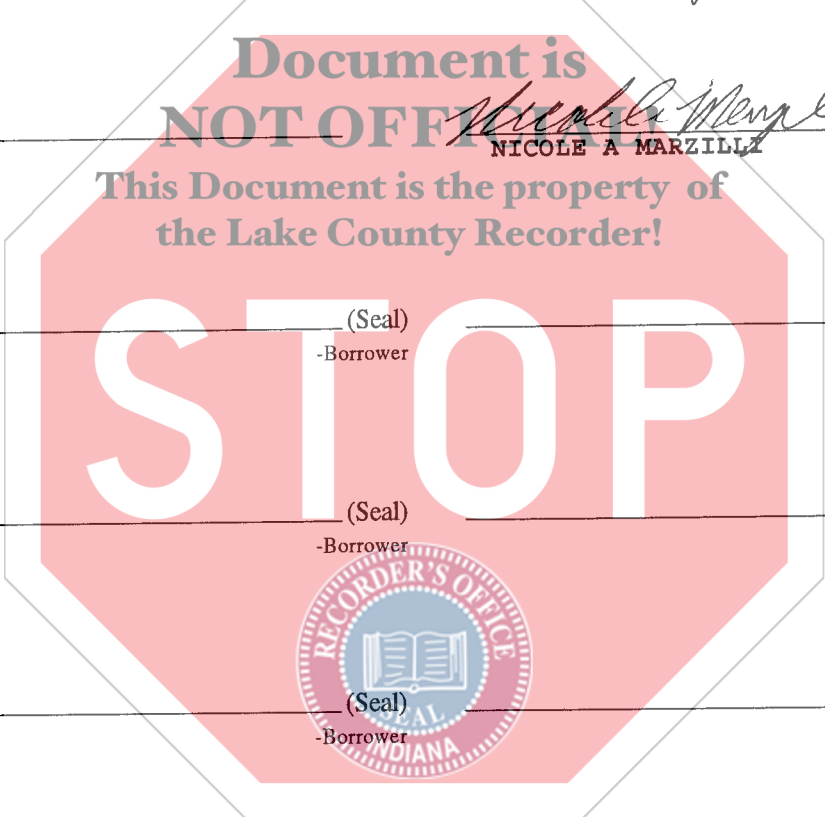 Document is
NOT OFFICIAL!
NICOLE A MARZILLI
This Document is the property of
the Lake County Recorder!
(Seal)
-Borrower
STOP
(Seal)
-Borrower
RECORDER'S OFFICE
(Seal)
SEAL
-Borrower
INDIANA